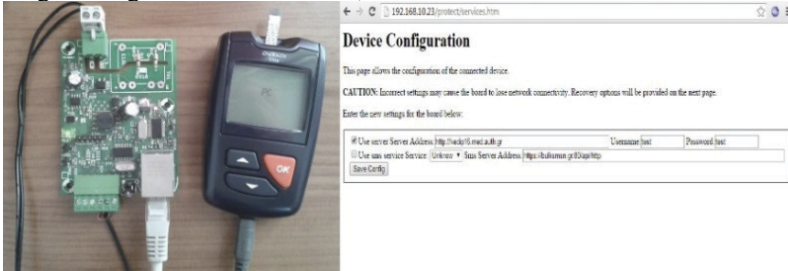 PC
OK
192.168.10.23/protect/services.htm
Device Configuration
This page allows the configuration of the connected device.
CAUTION: Incorrect settings may cause the board to lose network connectivity. Recovery options will be provided on the next page.
Enter the new settings for the board below:
Use server Server Address Username test Password test
Use sms service Service: Sms Server Address
Save Config